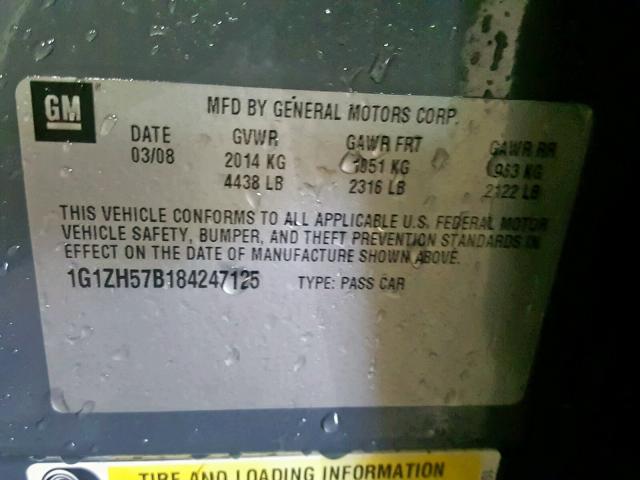 GM
MFD BY GENERAL MOTORS CORP.
DATE GVWR GAWR FRT GAWR RR
03/08 2014 KG 1051 KG 963 KG
4438 LB 2316 LB 2122 LB
THIS VEHICLE CONFORMS TO ALL APPLICABLE U.S. FEDERAL MOTOR
VEHICLE SAFETY, BUMPER, AND THEFT PREVENTION STANDARDS IN
EFFECT ON THE DATE OF MANUFACTURE SHOWN ABOVE.
1G1ZH57B184247125 TYPE: PASS CAR
TIRE AND LOADING INFORMATION